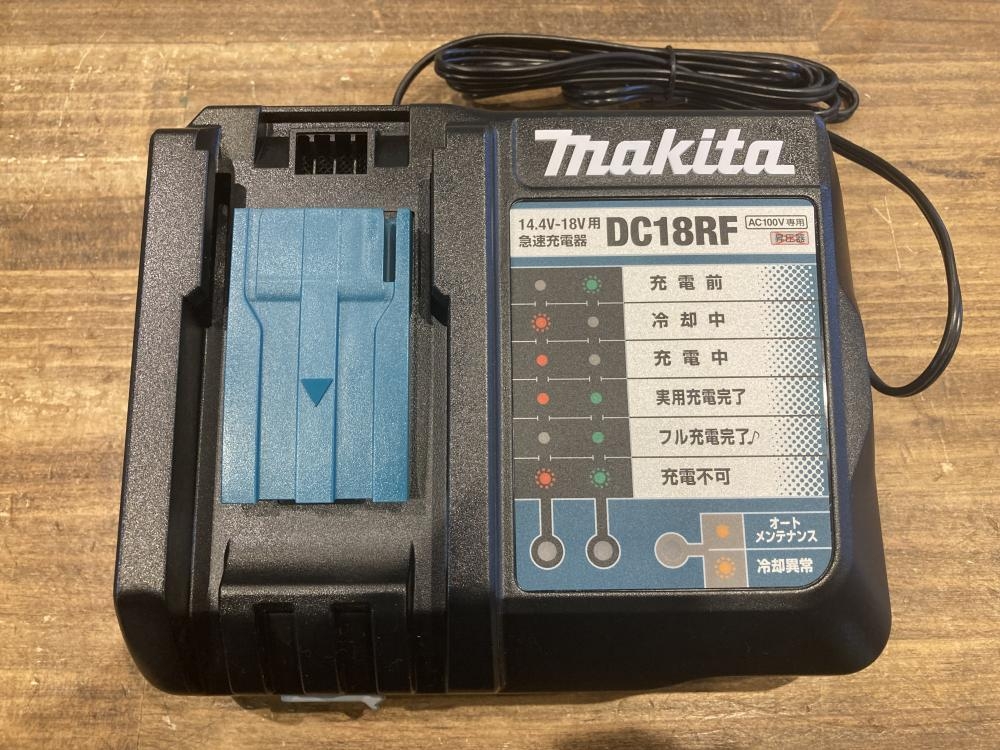 makita
14.4V-18V用
急速充電器
DC18RF
AC100V専用
昇圧器
充電前
冷却中
充電中
実用充電完了
フル充電完了♪
充電不可
オート
メンテナンス
冷却異常